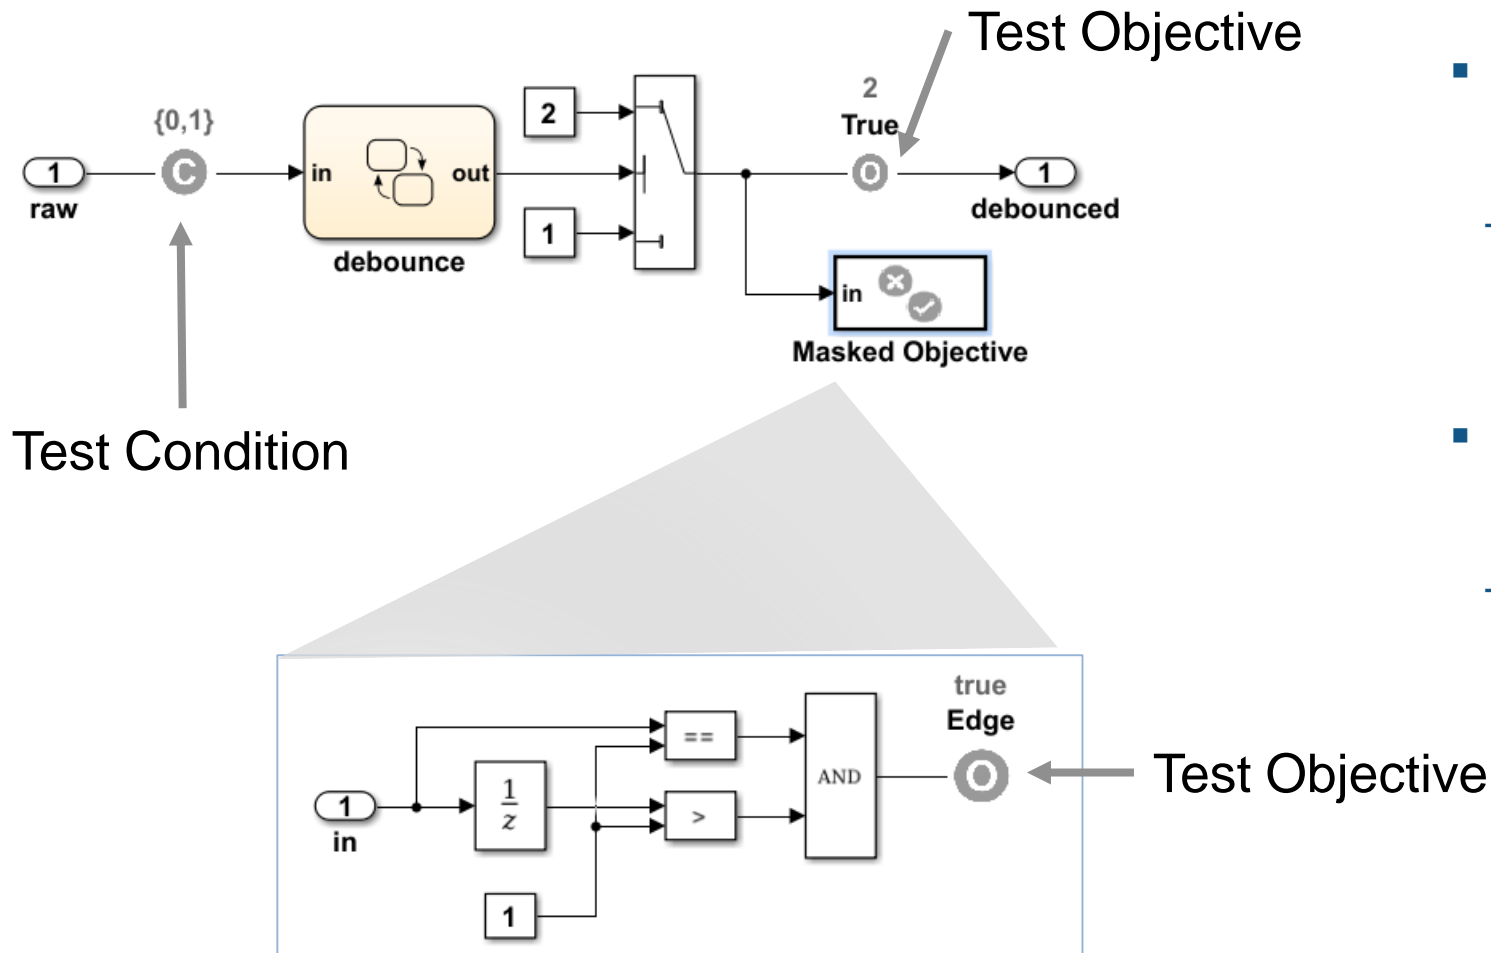 Test Objective
2
True
{0,1}
2
1
raw
C
in
out
debounce
1
O
1
debounced
in
Masked Objective
Test Condition
true
Edge
==
AND
O
Test Objective
1
in
1
z
>
1